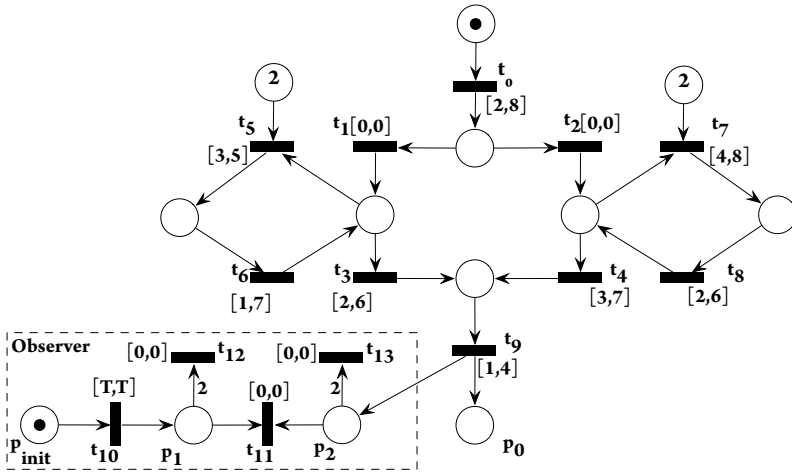 t₀
[2,8]
2
2
t₅
t₁[0,0]
t₂[0,0]
t₇
[3,5]
[4,8]
t₆
t₃
t₄
t₈
[1,7]
[2,6]
[3,7]
[2,6]
Observer
[0,0]
t₁₂
[0,0]
t₁₃
t₉
[1,4]
[T,T]
2
[0,0]
2
p_init
t₁₀
p₁
t₁₁
p₂
p₀